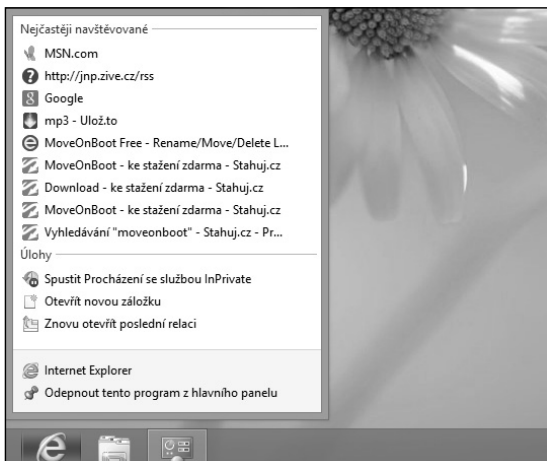 Nejčastěji navštěvované
MSN.com
http://jnp.zive.cz/rss
Google
mp3 - Ulož.to
MoveOnBoot Free - Rename/Move/Delete L...
MoveOnBoot - ke stažení zdarma - Stahuj.cz
Download - ke stažení zdarma - Stahuj.cz
MoveOnBoot - ke stažení zdarma - Stahuj.cz
Vyhledávání "moveonboot" - Stahuj.cz - Pr...
Úlohy
Spustit Procházení se službou InPrivate
Otevřít novou záložku
Znovu otevřít poslední relaci
Internet Explorer
Odepnout tento program z hlavního panelu